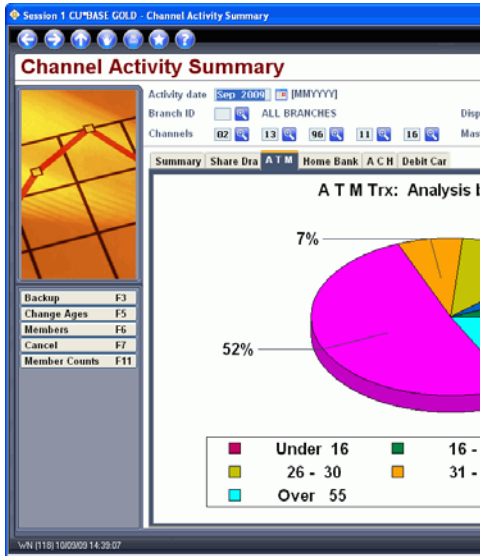 Session 1 CU*BASE GOLD - Channel Activity Summary
Channel Activity Summary
Activity date Sep 2009 [MMYYYY]
Branch ID ALL BRANCHES Disp
Channels 02 13 96 11 16 Mas
Summary Share Dra A T M Home Bank A C H Debit Car
A T M Trx: Analysis b
7%
52%
Backup F3
Change Ages F5
Members F6
Cancel F7
Member Counts F11
Under 16 16 -
26 - 30 31 -
Over 55
WN (118) 10/09/09 14:39:07